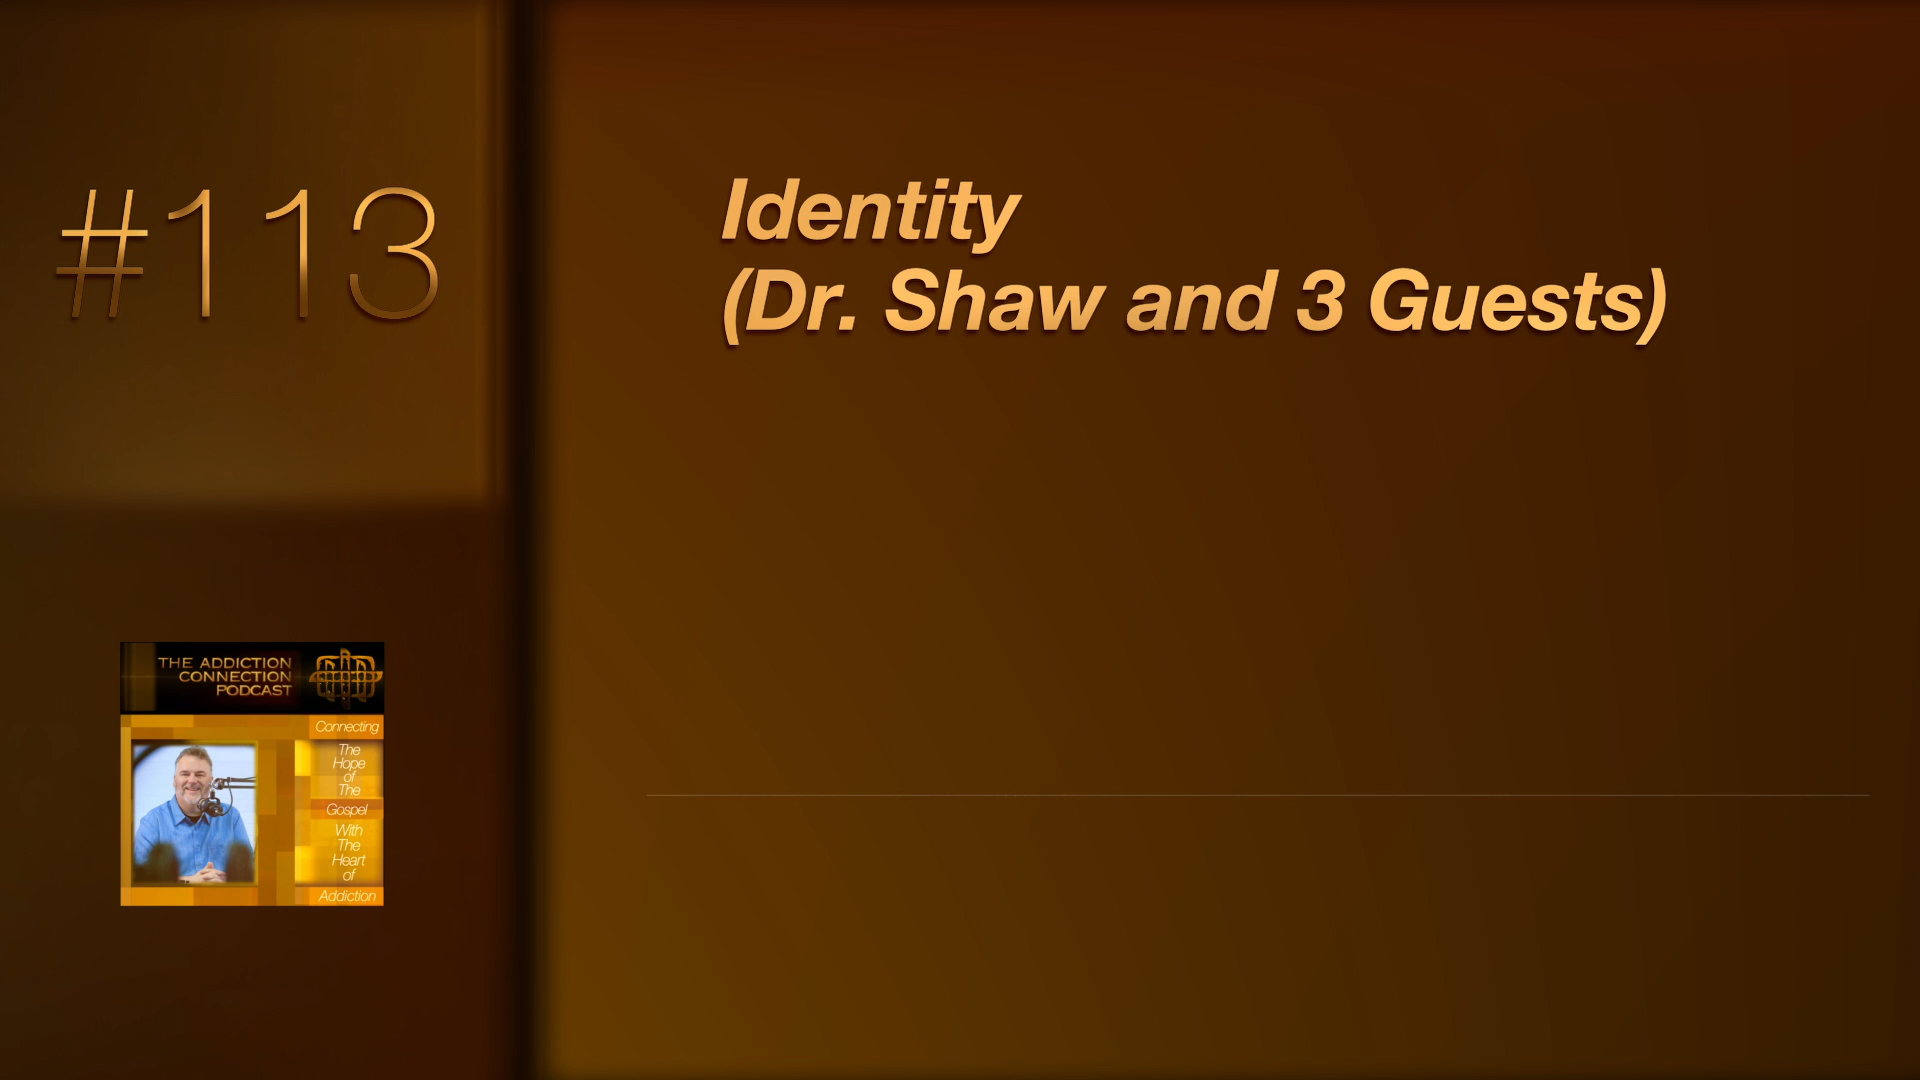 #113
Identity
(Dr. Shaw and 3 Guests)
THE ADDICTION
CONNECTION
PODCAST
Connecting
The
Hope
of
The
Gospel
With
The
Heart
of
Addiction